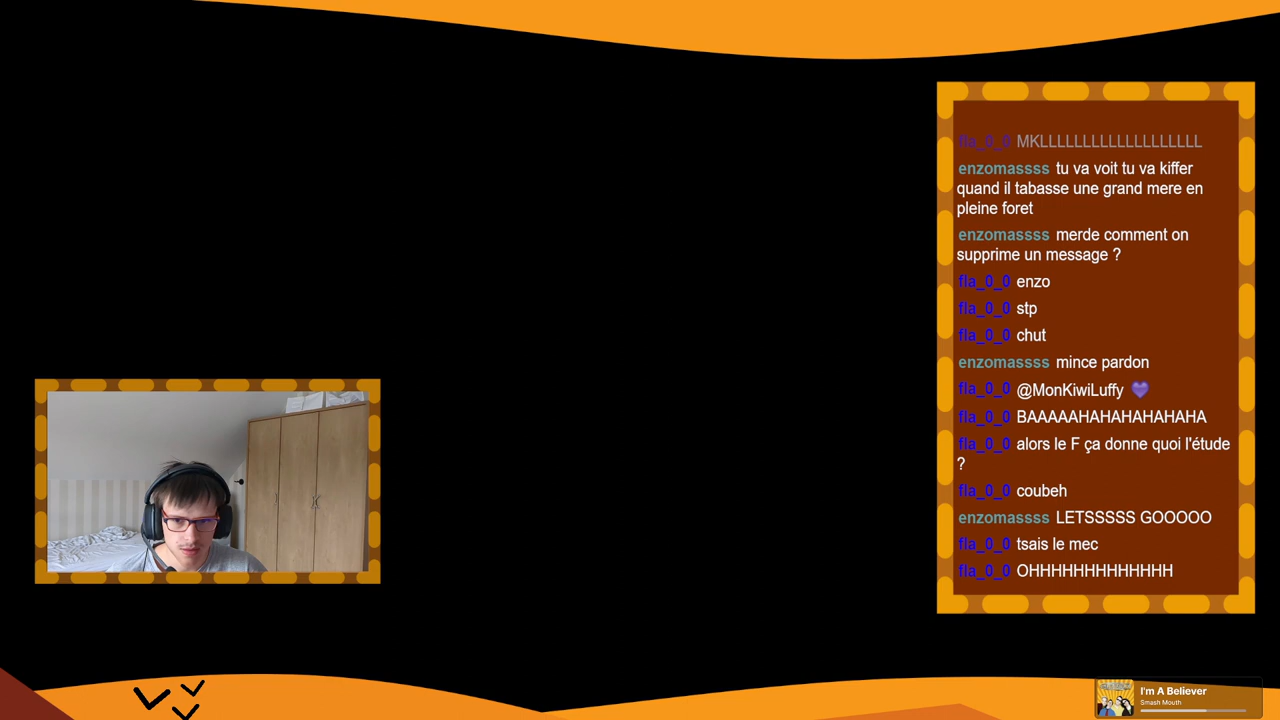 fla_0_0 MKLLLLLLLLLLLLLLLLLLL
enzomassss tu va voit tu va kiffer
quand il tabasse une grand mere en
pleine foret
enzomassss merde comment on
supprime un message ?
fla_0_0 enzo
fla_0_0 stp
fla_0_0 chut
enzomassss mince pardon
fla_0_0 @MonKiwiLuffy 💜
fla_0_0 BAAAAAHAHAHAHAHAHA
fla_0_0 alors le F ça donne quoi l'étude
?
fla_0_0 coubeh
enzomassss LETSSSSS GOOOOO
fla_0_0 tsais le mec
fla_0_0 OHHHHHHHHHHHHHH
I'm A Believer
Smash Mouth